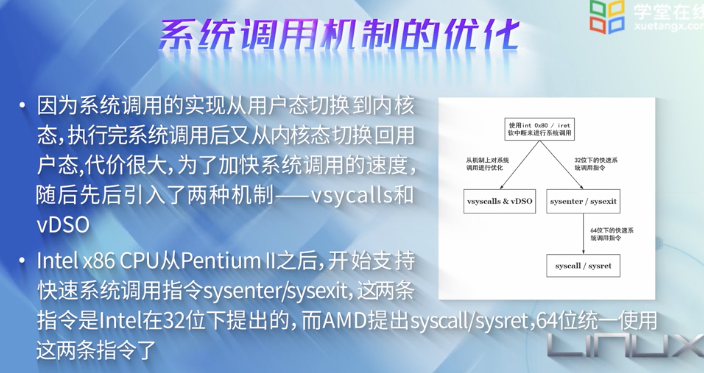 系统调用机制的优化
学堂在线
xuetangx.com
• 因为系统调用的实现从用户态切换到内核
态,执行完系统调用后又从内核态切换回用
户态,代价很大,为了加快系统调用的速度,
随后先后引入了两种机制——vsycalls和
vDSO
• Intel x86 CPU从Pentium II之后,开始支持
快速系统调用指令sysenter/sysexit,这两条
指令是Intel在32位下提出的,而AMD提出syscall/sysret,64位统一使用
这两条指令了
使用int 0x80 / iret
软中断来进行系统调用
从机制上对系统
调用进行优化
32位下的快速系
统调用指令
vsyscalls & vDSO
sysenter / sysexit
64位下的快速系
统调用指令
syscall / sysret
LINUX